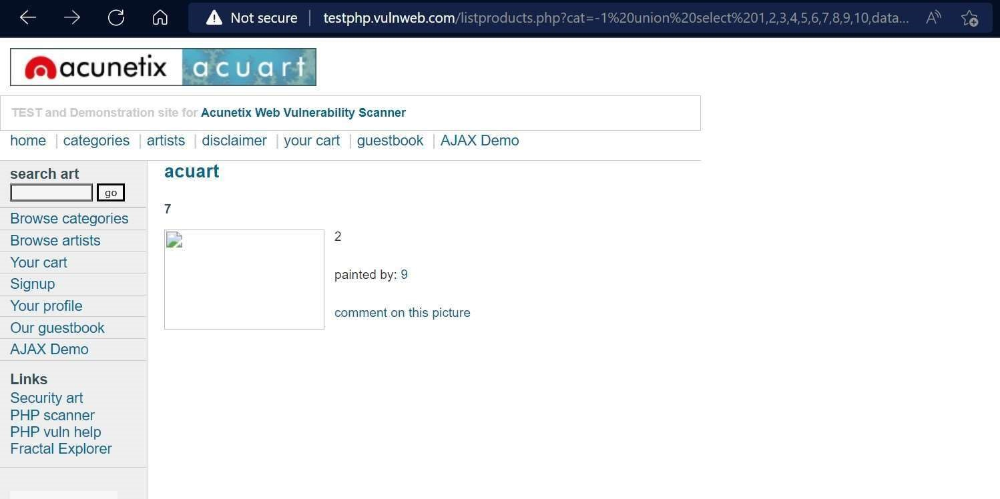 Not secure | testphp.vulnweb.com/listproducts.php?cat=-1%20union%20select%201,2,3,4,5,6,7,8,9,10,data...
acunetix acuart
TEST and Demonstration site for Acunetix Web Vulnerability Scanner
home | categories | artists | disclaimer | your cart | guestbook | AJAX Demo
search art
go
Browse categories
Browse artists
Your cart
Signup
Your profile
Our guestbook
AJAX Demo
Links
Security art
PHP scanner
PHP vuln help
Fractal Explorer
acuart
7
2
painted by: 9
comment on this picture